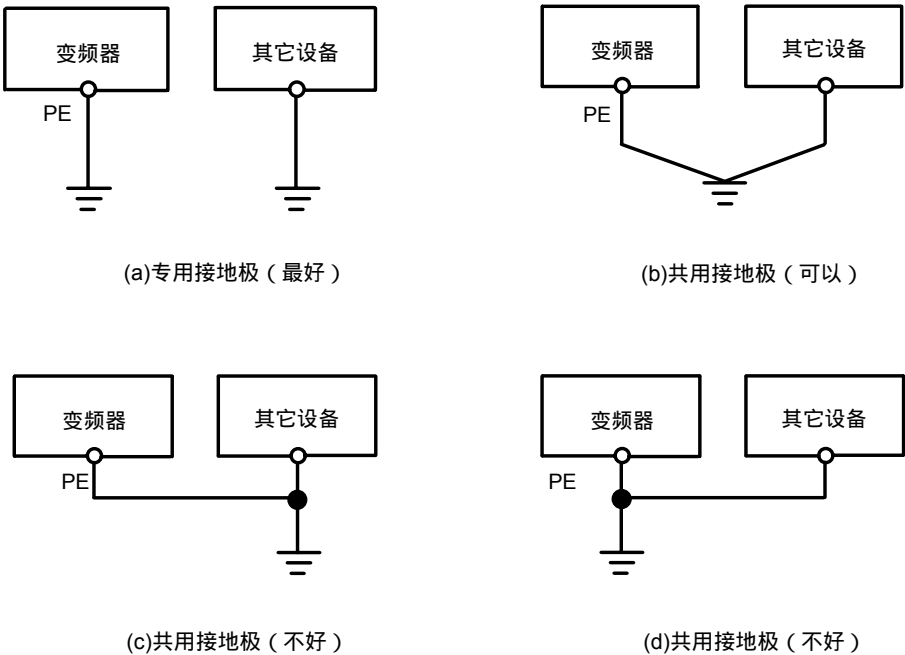 变频器
其它设备
PE
(a)专用接地极（最好）
变频器
其它设备
PE
(b)共用接地极（可以）
变频器
其它设备
PE
(c)共用接地极（不好）
变频器
其它设备
PE
(d)共用接地极（不好）